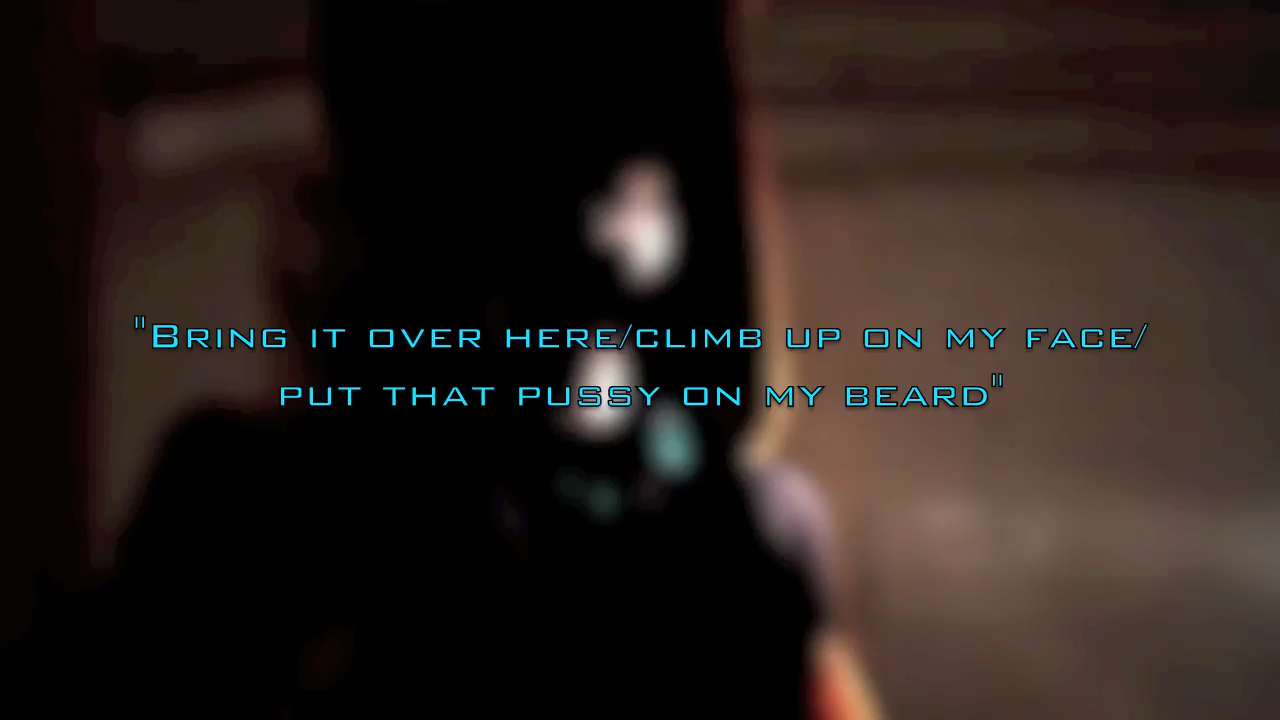 "Bring it over here/climb up on my face/
put that pussy on my beard"